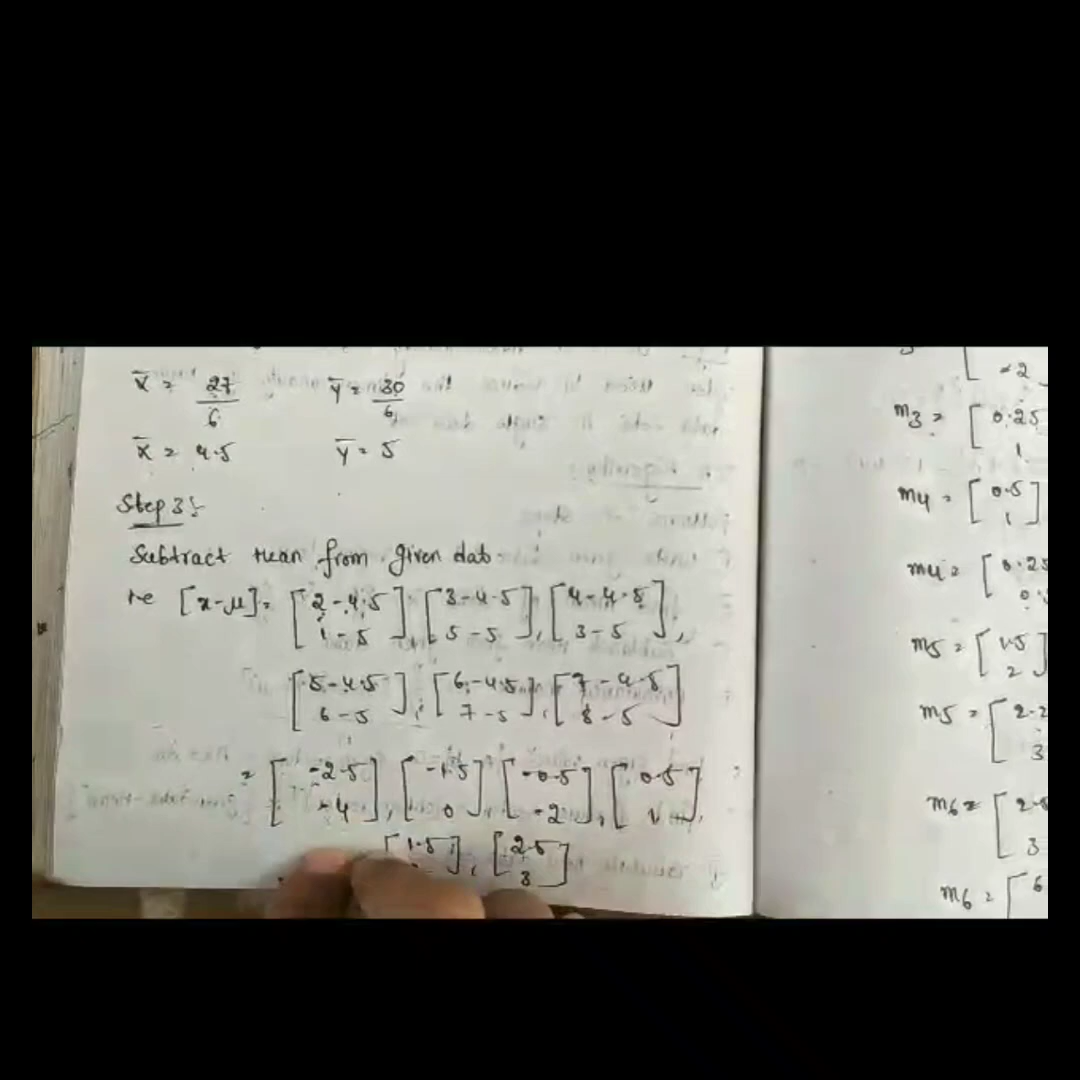 x̄ = 27/6 ȳ = 30/6
x̄ = 4.5 ȳ = 5
Step 3:
Subtract mean from given dat
[x-μ] = [2-4.5 1-5], [3-4.5 5-5], [4-4.5 3-5],
[5-4.5 6-5], [6-4.5 7-5], [7-4.5 8-5]
= [-2.5 -4], [-1.5 0], [-0.5 -2], [0.5 1],
[1.5], [2.5 3]
-2
m3 = [0.25 1
m4 = [0.5 1]
m4 = [0.25
m5 = [1.5 2]
m5 = [2.2 3
m6 = [2.5 3
m6 = [6